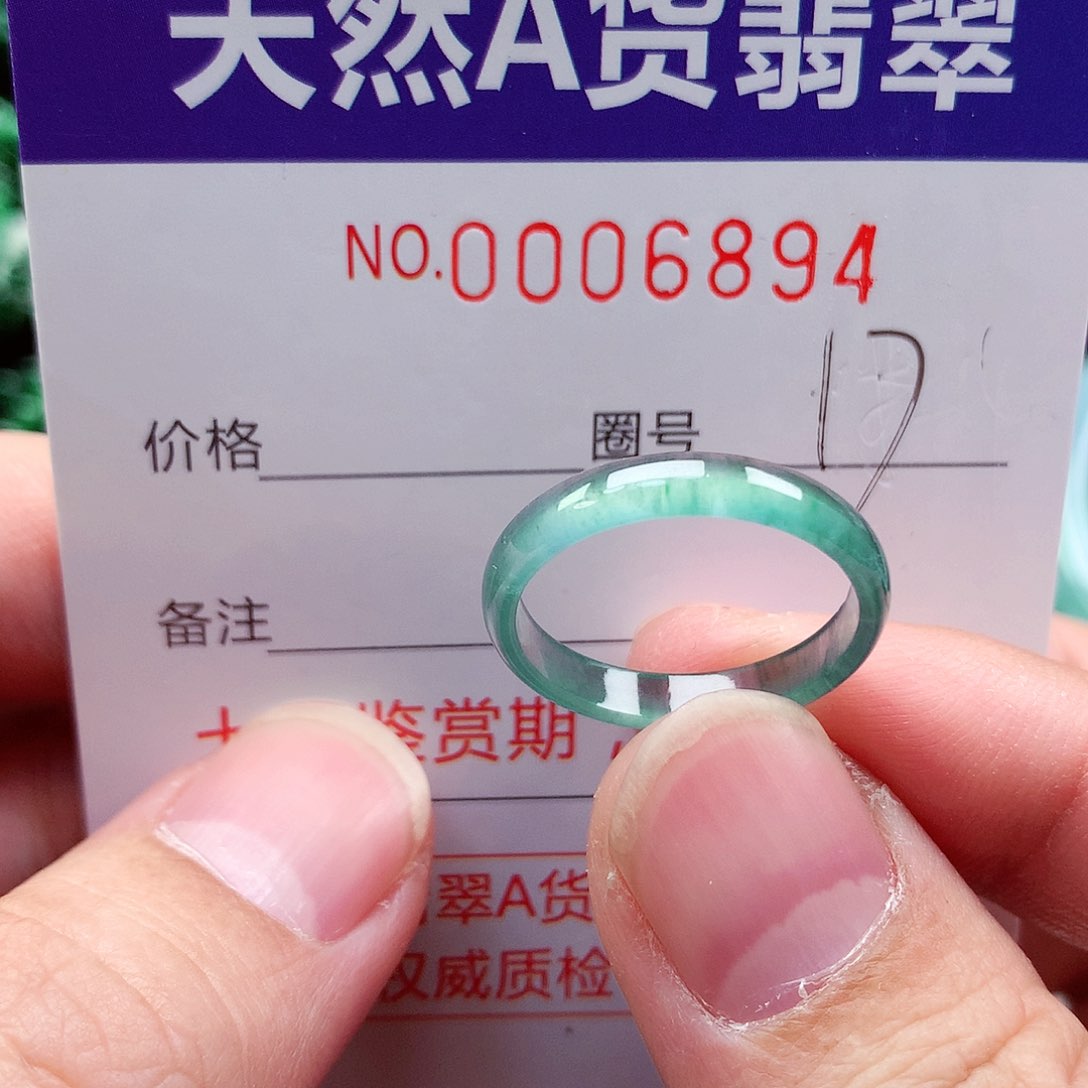 天然A货翡翠
NO.0006894
价格 圈号 17
备注
鉴赏期
翠A货
权威质检